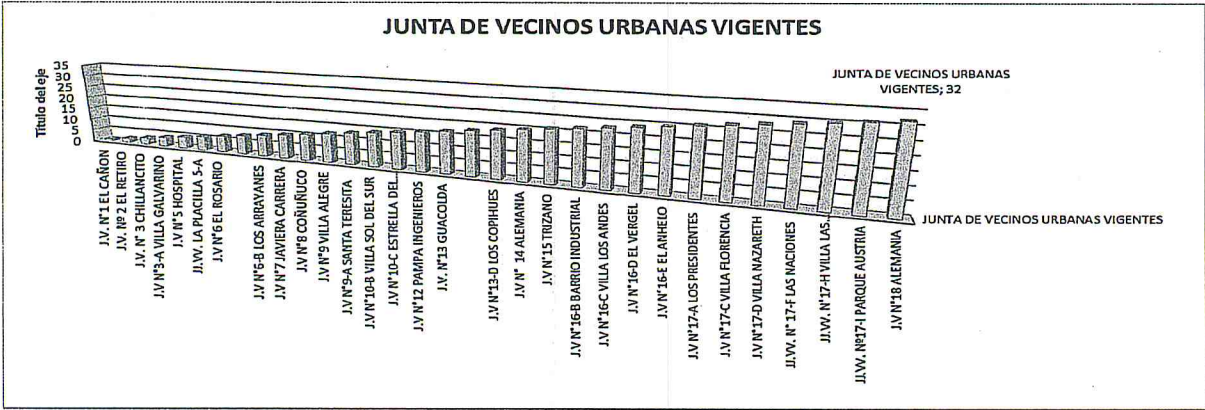 JUNTA DE VECINOS URBANAS VIGENTES
JUNTA DE VECINOS URBANAS
VIGENTES; 32
Título del eje
35
30
25
20
15
10
5
0
JUNTA DE VECINOS URBANAS VIGENTES
J.V. N°1 EL CAÑON
J.V. Nº 2 EL RETIRO
J.V. N° 3 CHILLANCITO
J.V N°3-A VILLA GALVARINO
J.V N°5 HOSPITAL
JJ.VV. LA PLACILLA 5-A
J.V N°6 EL ROSARIO
J.V N°6-B LOS ARRAYANES
J.V N°7 JAVIERA CARRERA
J.V N°8 COÑUÑUCO
J.V N°9 VILLA ALEGRE
J.V N°9-A SANTA TERESITA
J.V N°10-B VILLA SOL DEL SUR
J.V N°10-C ESTRELLA DEL...
J.V N°12 PAMPA INGENIEROS
J.V. N°13 GUACOLDA
J.V N°13-D LOS COPIHUES
J.V N° 14 ALEMANIA
J.V N°15 TRIZANO
J.V N°16-B BARRIO INDUSTRIAL
J.V N°16-C VILLA LOS ANDES
J.V N°16-D EL VERGEL
J.V N°16-E EL ANHELO
J.V N°17-A LOS PRESIDENTES
J.V N°17-C VILLA FLORENCIA
J.V N°17-D VILLA NAZARETH
JJ.VV. N° 17-F LAS NACIONES
JJ.VV. N°17-H VILLA LAS...
JJ.VV. Nº17-I PARQUE AUSTRIA
J.V N°18 ALEMANIA